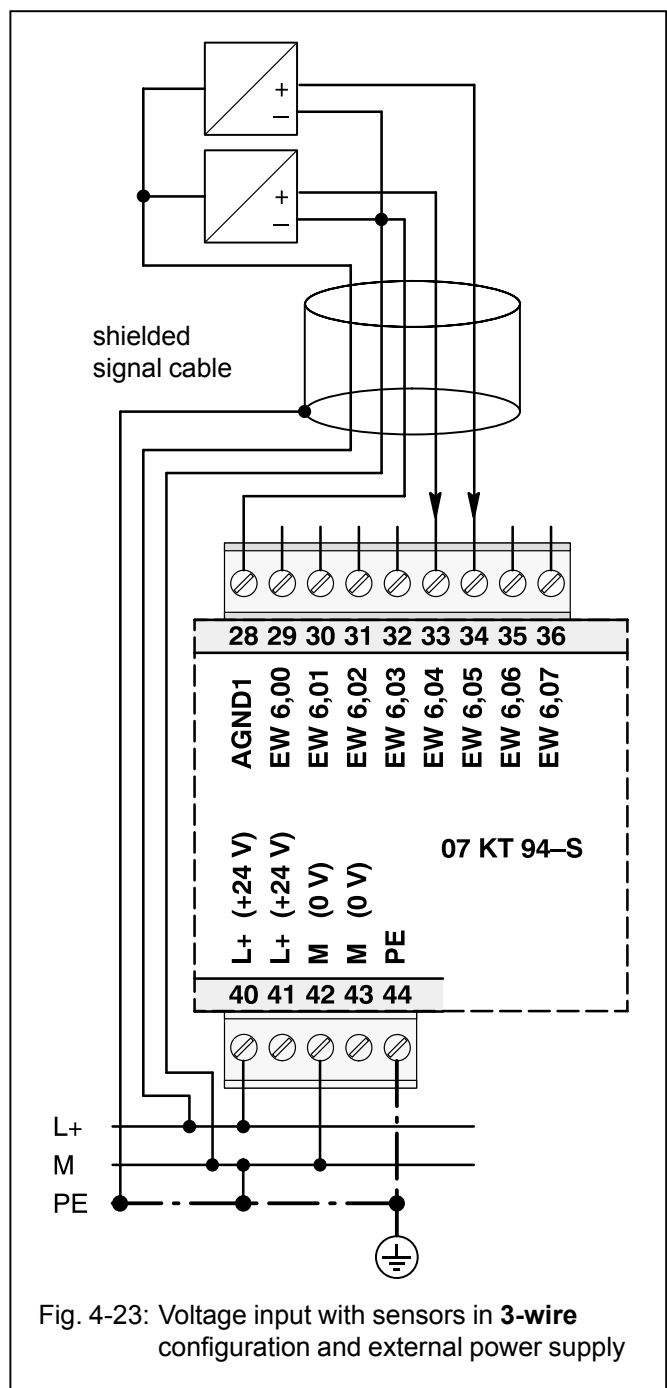 +
–
+
–
shielded
signal cable
28 29 30 31 32 33 34 35 36
AGND1
EW 6,00
EW 6,01
EW 6,02
EW 6,03
EW 6,04
EW 6,05
EW 6,06
EW 6,07
07 KT 94–S
L+ (+24 V)
L+ (+24 V)
M (0 V)
M (0 V)
PE
40 41 42 43 44
L+
M
PE
Fig. 4-23: Voltage input with sensors in 3-wire
configuration and external power supply